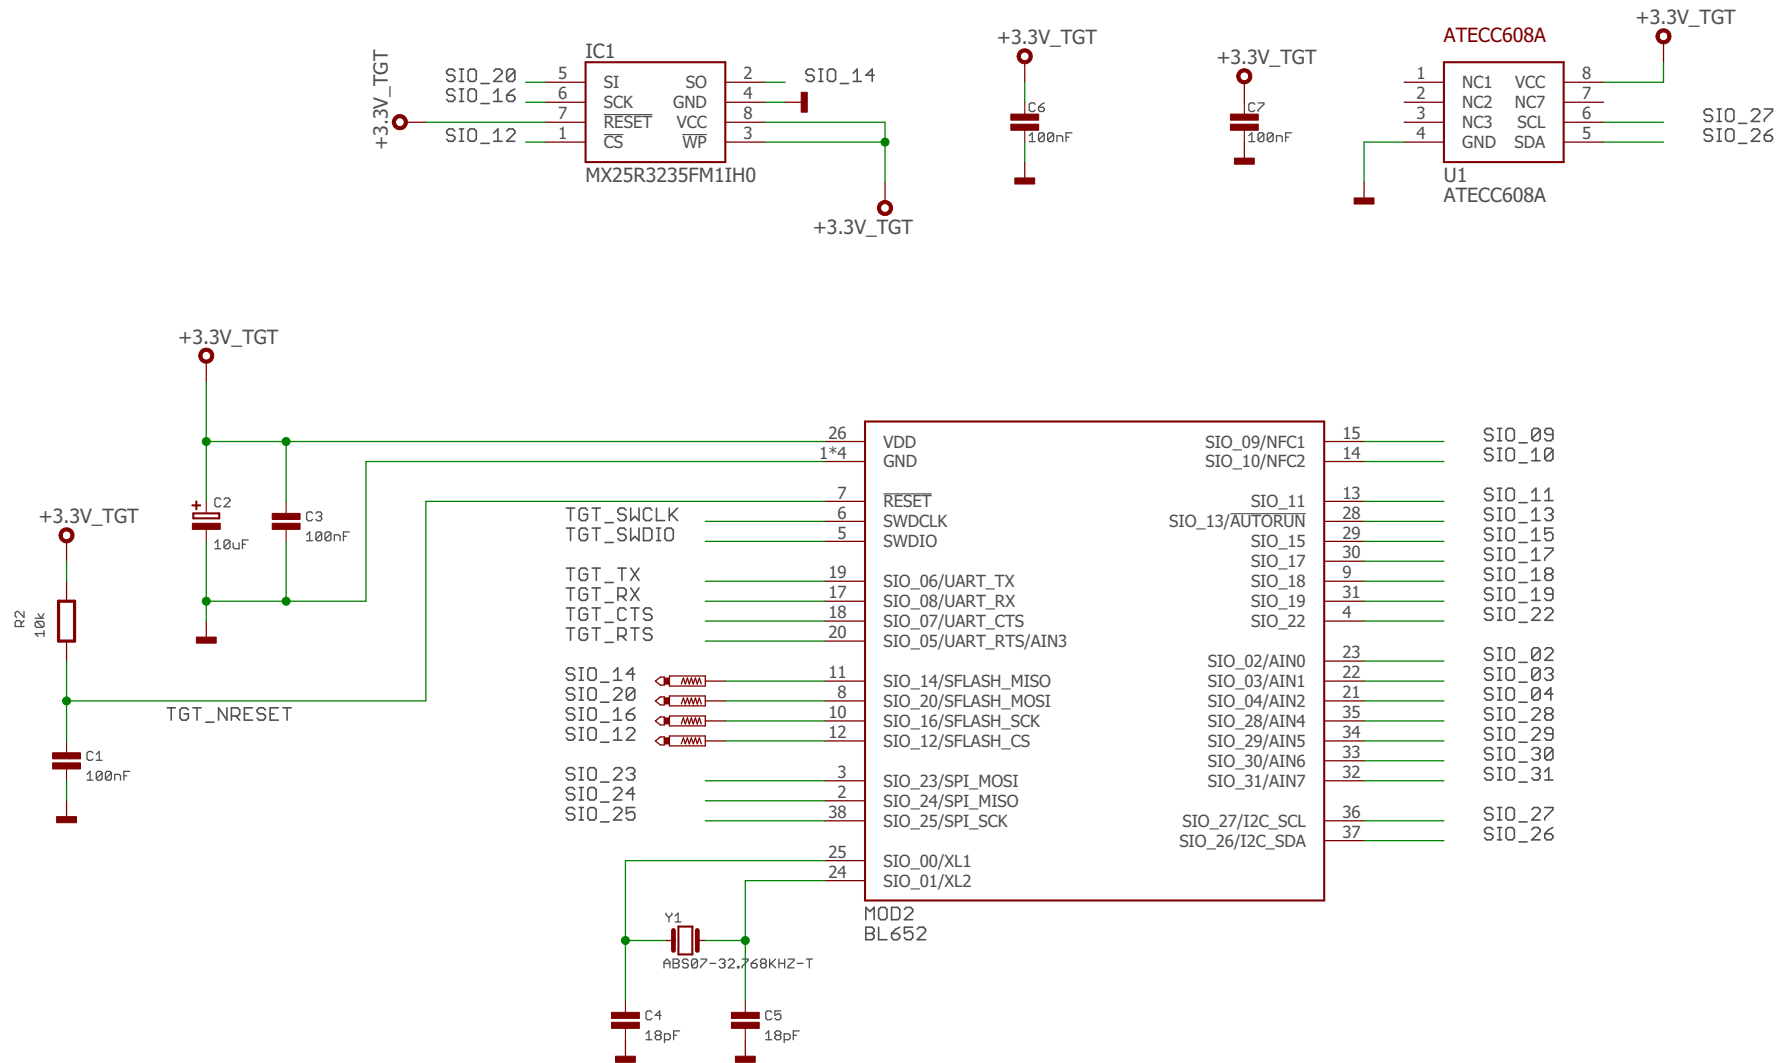 +3.3V_TGT
IC1
SIO_20 5 SI SO 2 SIO_14
SIO_16 6 SCK GND 4
7 RESET VCC 8
SIO_12 1 CS WP 3
MX25R3235FM1IH0
+3.3V_TGT
+3.3V_TGT
C6
100nF
+3.3V_TGT
C7
100nF
+3.3V_TGT
ATECC608A
1 NC1 VCC 8
2 NC2 NC7 7
3 NC3 SCL 6 SIO_27
4 GND SDA 5 SIO_26
U1
ATECC608A
+3.3V_TGT
C2
10uF
C3
100nF
+3.3V_TGT
R2
10k
TGT_NRESET
C1
100nF
26 VDD
1*4 GND
7 RESET
TGT_SWCLK 6 SWDCLK
TGT_SWDIO 5 SWDIO
TGT_TX 19 SIO_06/UART_TX
TGT_RX 17 SIO_08/UART_RX
TGT_CTS 18 SIO_07/UART_CTS
TGT_RTS 20 SIO_05/UART_RTS/AIN3
SIO_14 11 SIO_14/SFLASH_MISO
SIO_20 8 SIO_20/SFLASH_MOSI
SIO_16 10 SIO_16/SFLASH_SCK
SIO_12 12 SIO_12/SFLASH_CS
SIO_23 3 SIO_23/SPI_MOSI
SIO_24 2 SIO_24/SPI_MISO
SIO_25 38 SIO_25/SPI_SCK
25 SIO_00/XL1
24 SIO_01/XL2
SIO_09/NFC1 15 SIO_09
SIO_10/NFC2 14 SIO_10
SIO_11 13 SIO_11
SIO_13/AUTORUN 28 SIO_13
SIO_15 29 SIO_15
SIO_17 30 SIO_17
SIO_18 9 SIO_18
SIO_19 31 SIO_19
SIO_22 4 SIO_22
SIO_02/AIN0 23 SIO_02
SIO_03/AIN1 22 SIO_03
SIO_04/AIN2 21 SIO_04
SIO_28/AIN4 35 SIO_28
SIO_29/AIN5 34 SIO_29
SIO_30/AIN6 33 SIO_30
SIO_31/AIN7 32 SIO_31
SIO_27/I2C_SCL 36 SIO_27
SIO_26/I2C_SDA 37 SIO_26
MOD2
BL652
Y1
ABS07-32.768KHZ-T
C4
18pF
C5
18pF